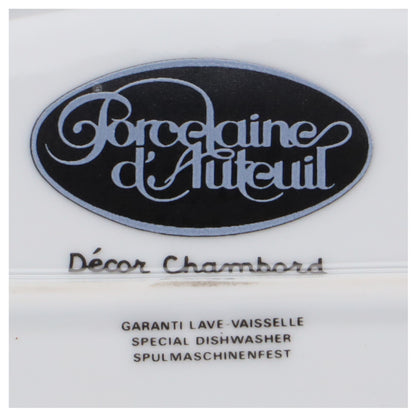 Porcelaine
d'Auteuil
Décor Chambord
GARANTI LAVE-VAISSELLE
SPECIAL DISHWASHER
SPULMASCHINENFEST